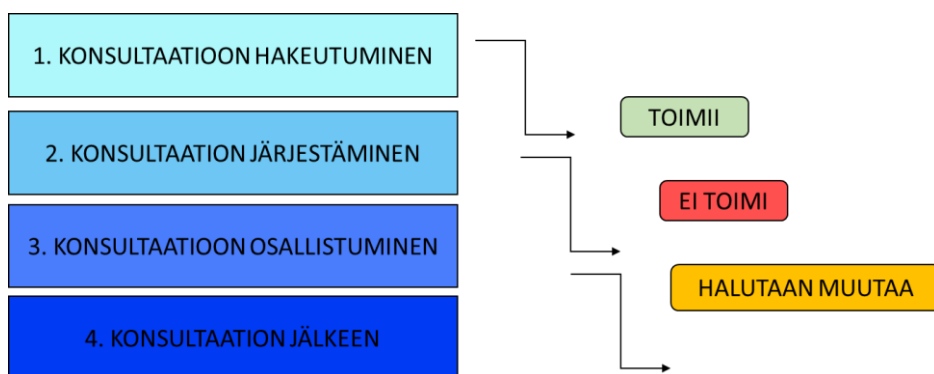 1. KONSULTAATIOON HAKEUTUMINEN
2. KONSULTAATION JÄRJESTÄMINEN
3. KONSULTAATIOON OSALLISTUMINEN
4. KONSULTAATION JÄLKEEN
TOIMII
EI TOIMI
HALUTAAN MUUTAA